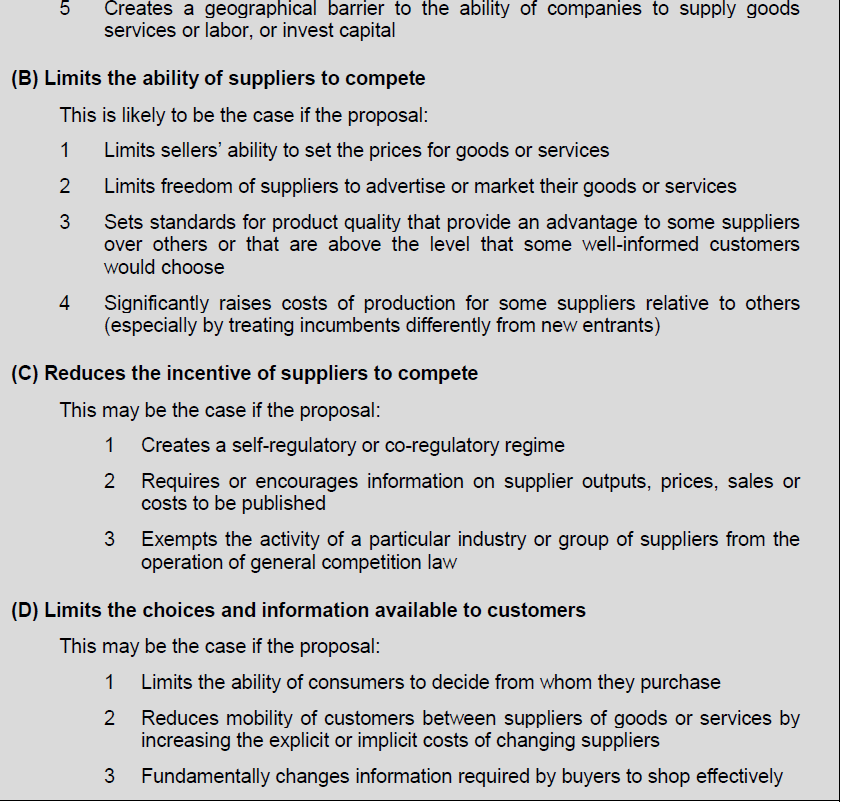 5 Creates a geographical barrier to the ability of companies to supply goods
services or labor, or invest capital
(B) Limits the ability of suppliers to compete
This is likely to be the case if the proposal:
1 Limits sellers’ ability to set the prices for goods or services
2 Limits freedom of suppliers to advertise or market their goods or services
3 Sets standards for product quality that provide an advantage to some suppliers
over others or that are above the level that some well-informed customers
would choose
4 Significantly raises costs of production for some suppliers relative to others
(especially by treating incumbents differently from new entrants)
(C) Reduces the incentive of suppliers to compete
This may be the case if the proposal:
1 Creates a self-regulatory or co-regulatory regime
2 Requires or encourages information on supplier outputs, prices, sales or
costs to be published
3 Exempts the activity of a particular industry or group of suppliers from the
operation of general competition law
(D) Limits the choices and information available to customers
This may be the case if the proposal:
1 Limits the ability of consumers to decide from whom they purchase
2 Reduces mobility of customers between suppliers of goods or services by
increasing the explicit or implicit costs of changing suppliers
3 Fundamentally changes information required by buyers to shop effectively